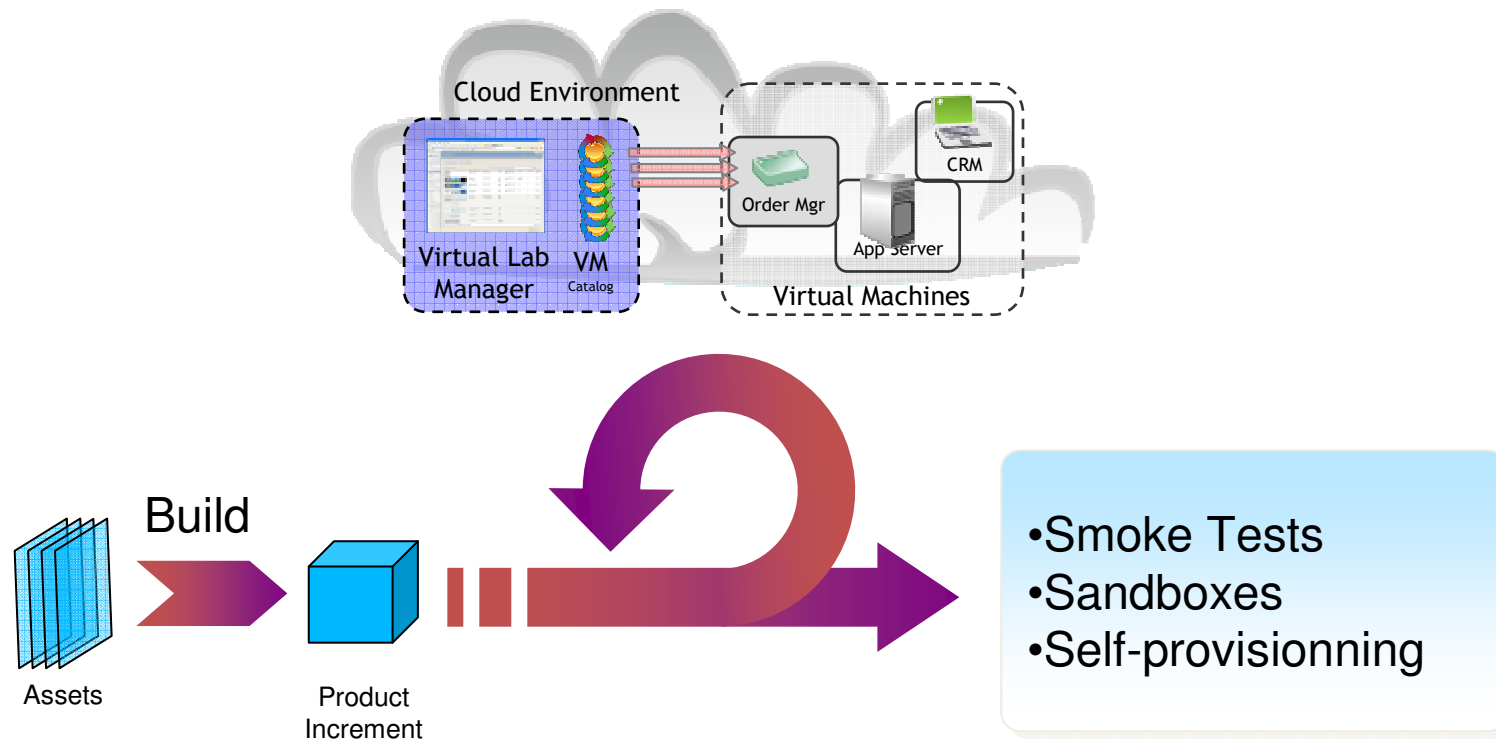 Cloud Environment
Virtual Lab
Manager
VM
Catalog
Order Mgr
App Server
CRM
Virtual Machines
Build
Assets
Product
Increment
•Smoke Tests
•Sandboxes
•Self-provisionning